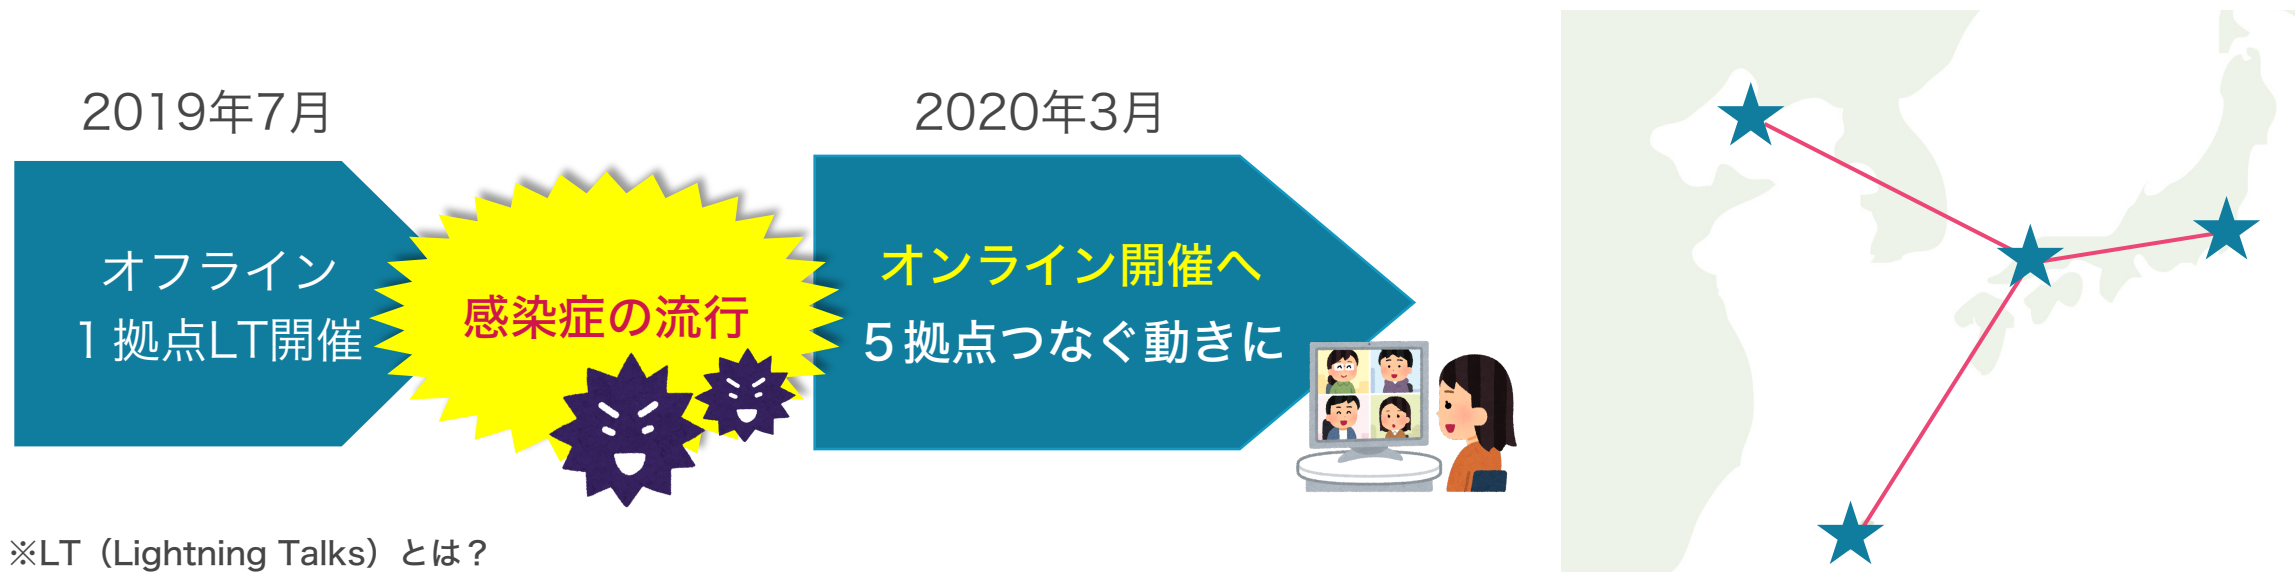 2019年7月
オフライン
１拠点LT開催
感染症の流行
2020年3月
オンライン開催へ
５拠点つなぐ動きに
※LT（Lightning Talks）とは？